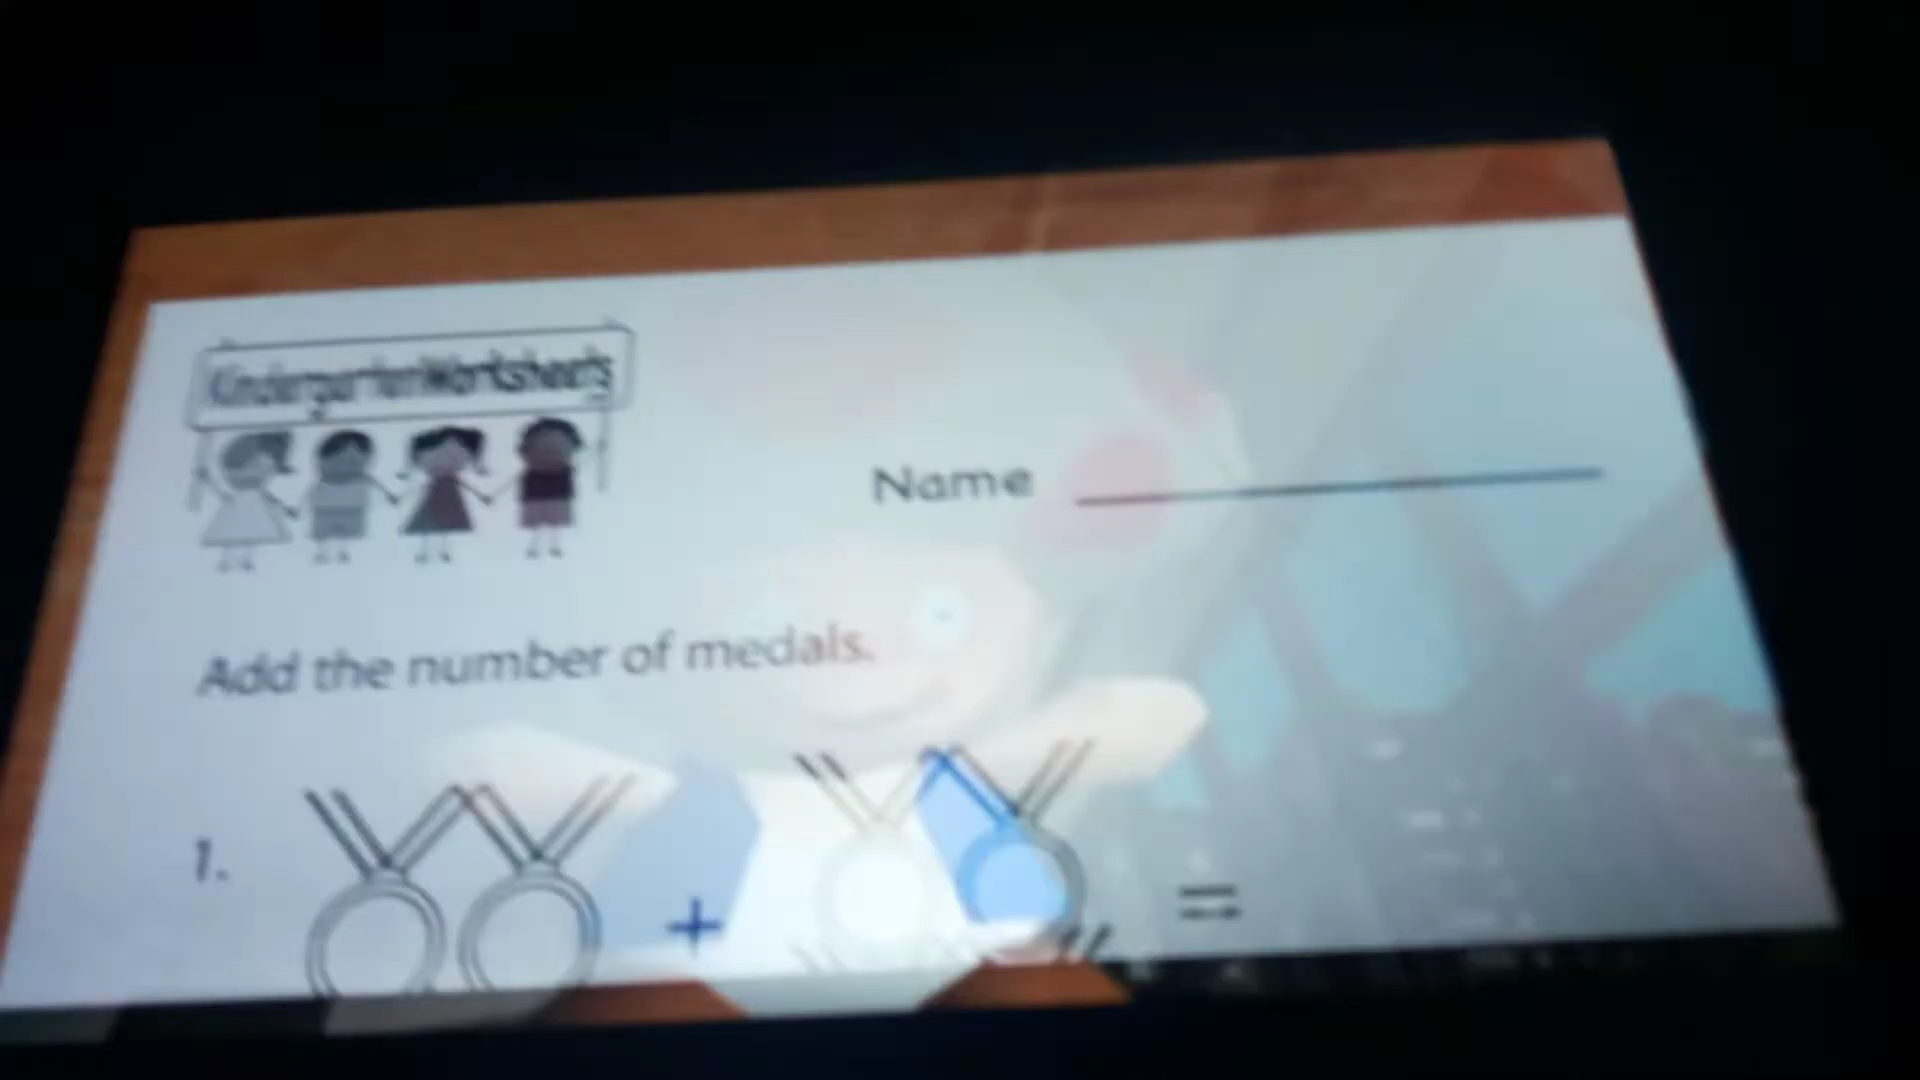 KindergartenWorksheets
Name
Add the number of medals.
1.
+ =